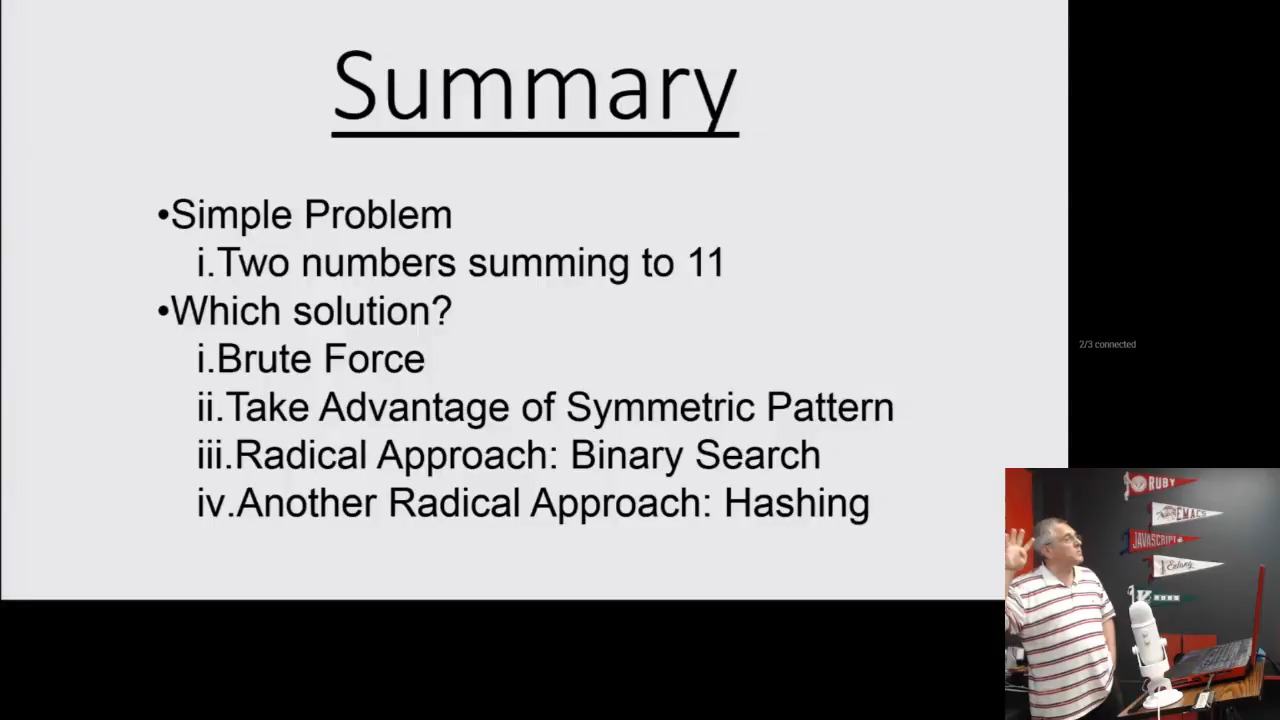 Summary
•Simple Problem
i.Two numbers summing to 11
•Which solution?
i.Brute Force
ii.Take Advantage of Symmetric Pattern
iii.Radical Approach: Binary Search
iv.Another Radical Approach: Hashing
2/3 connected
RUBY
EMACS
JAVASCRIPT
Erlang